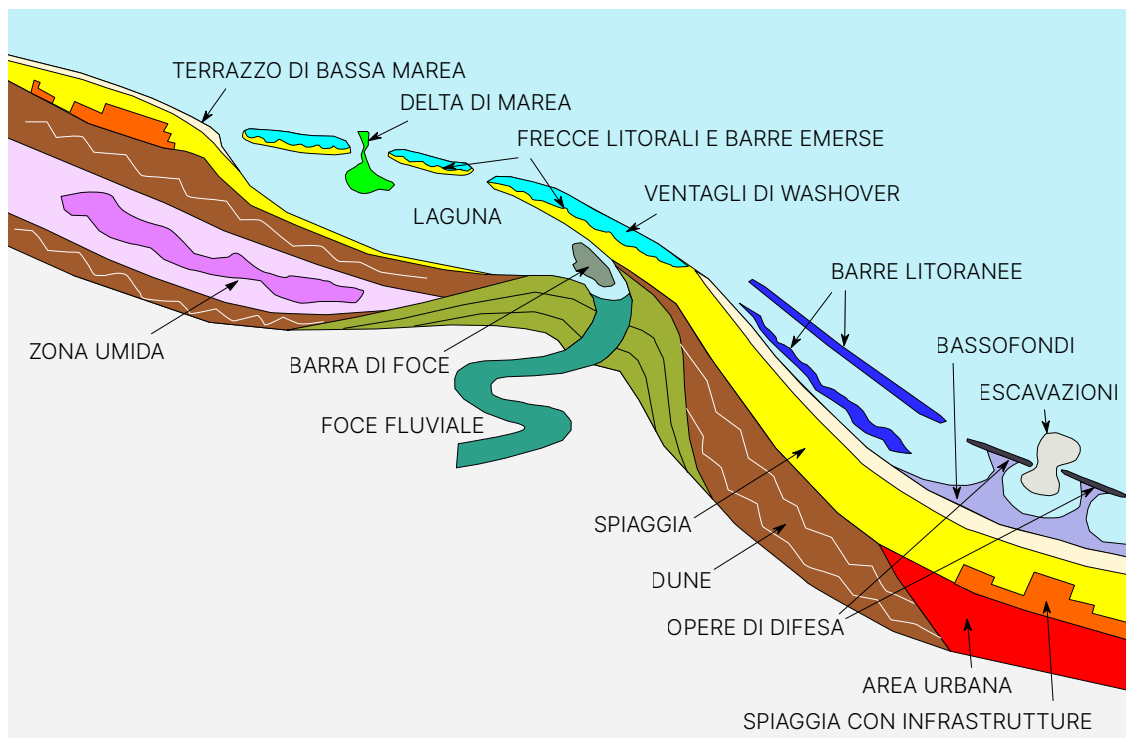 TERRAZZO DI BASSA MAREA
DELTA DI MAREA
FRECCE LITORALI E BARRE EMERSE
VENTAGLI DI WASHOVER
LAGUNA
BARRE LITORANEE
ZONA UMIDA
BARRA DI FOCE
BASSOFONDI
ESCAVAZIONI
FOCE FLUVIALE
SPIAGGIA
DUNE
OPERE DI DIFESA
AREA URBANA
SPIAGGIA CON INFRASTRUTTURE